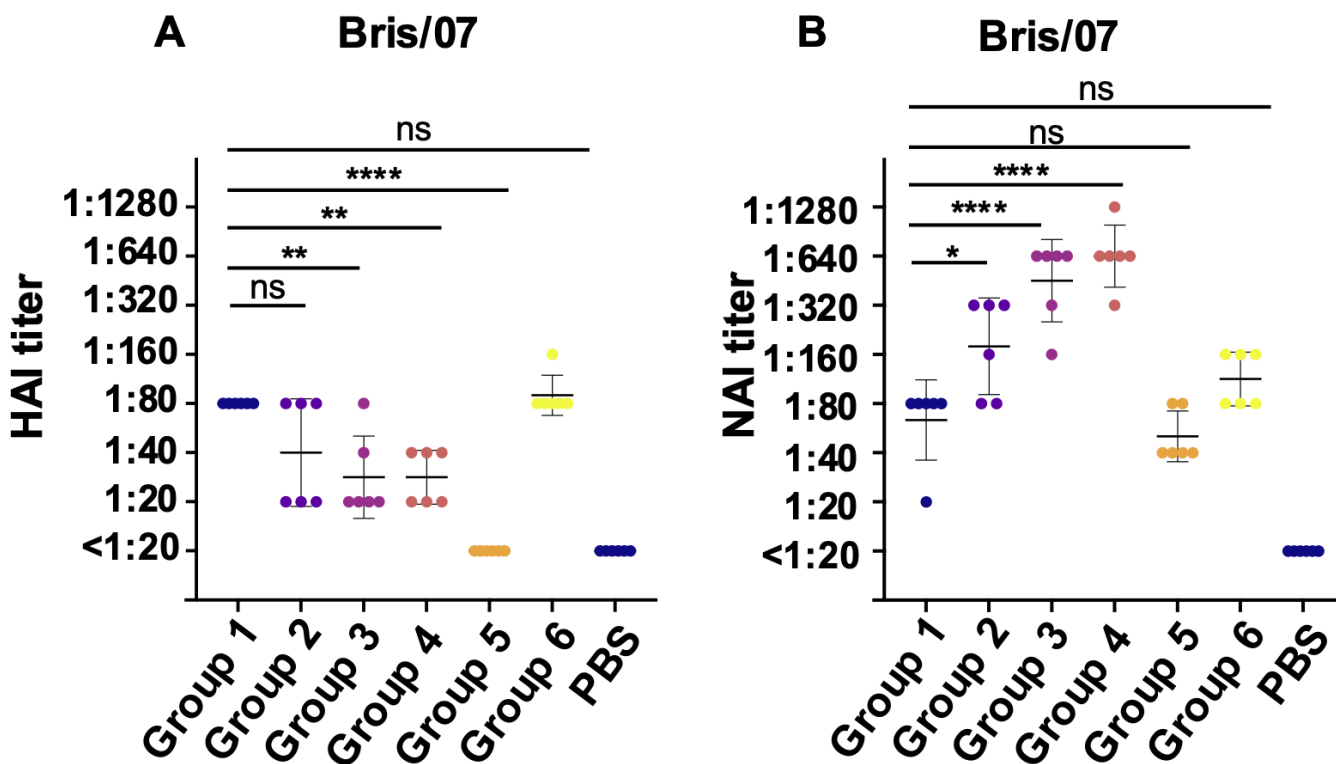 A
Bris/07
ns
****
**
**
ns
HAI titer
1:1280
1:640
1:320
1:160
1:80
1:40
1:20
<1:20
Group 1
Group 2
Group 3
Group 4
Group 5
Group 6
PBS
B
Bris/07
ns
ns
****
****
*
NAI titer
1:1280
1:640
1:320
1:160
1:80
1:40
1:20
<1:20
Group 1
Group 2
Group 3
Group 4
Group 5
Group 6
PBS